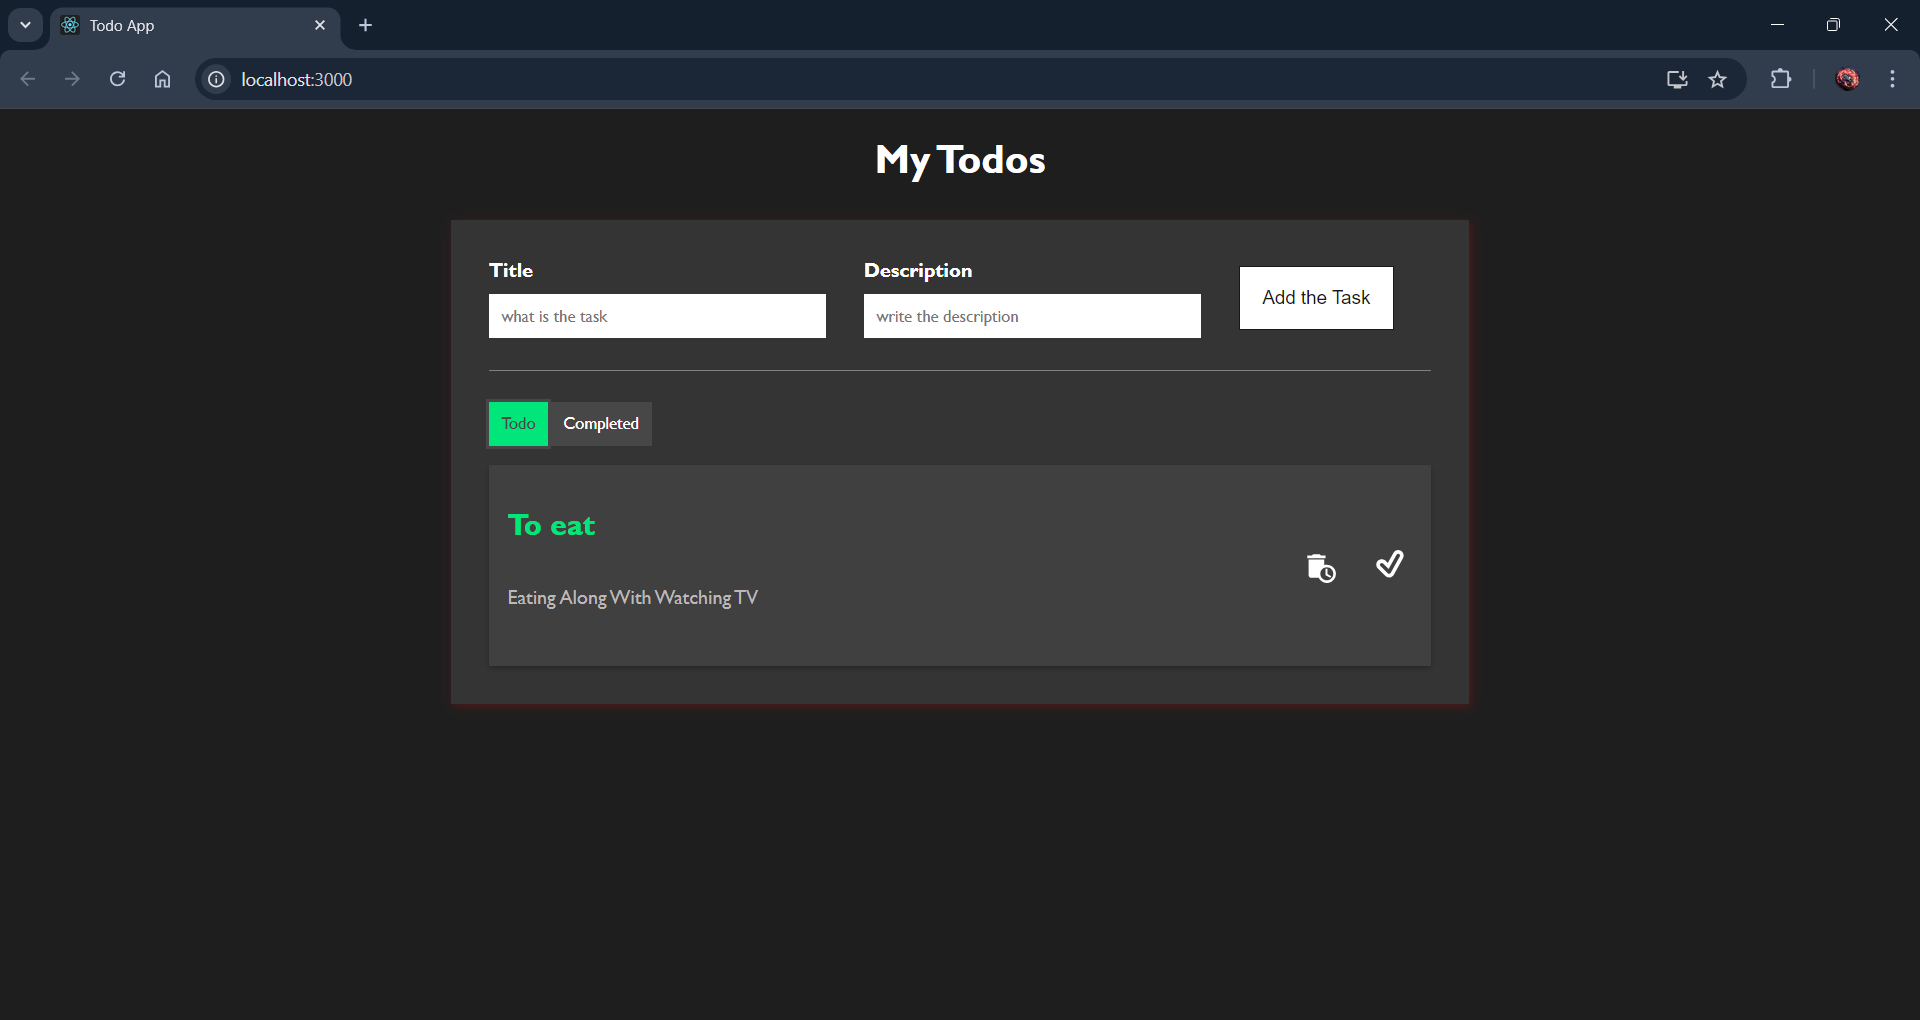 Todo App
localhost:3000
My Todos
Title
Description
what is the task
write the description
Add the Task
Todo
Completed
To eat
Eating Along With Watching TV